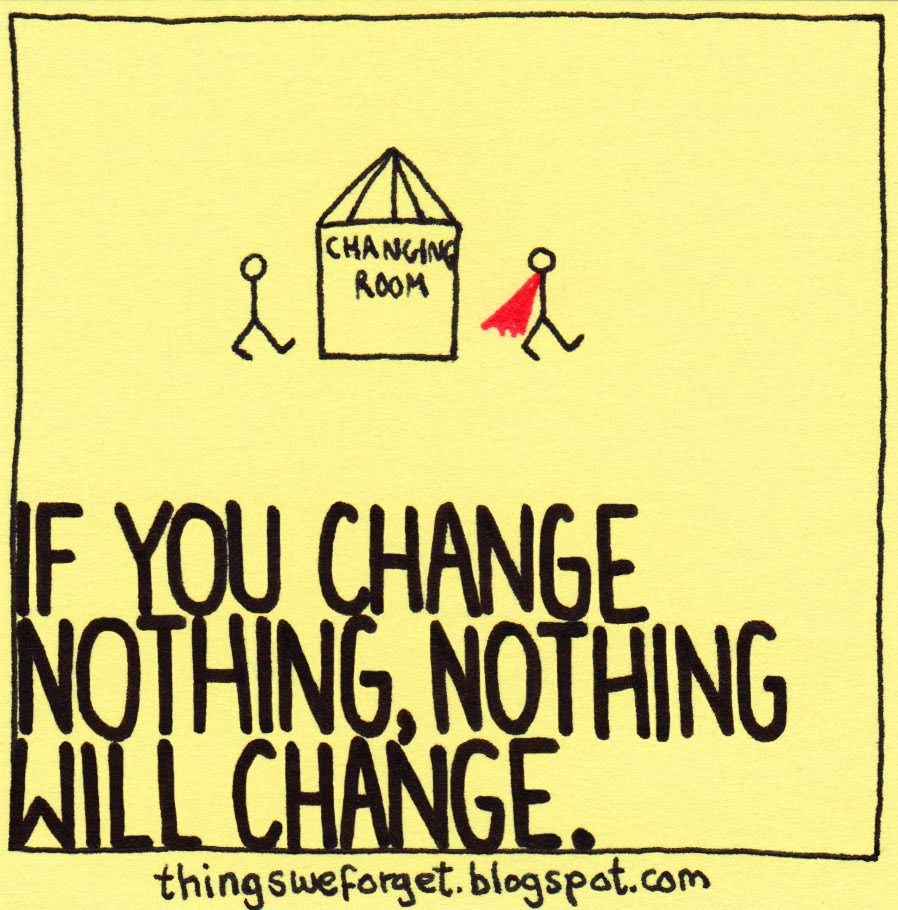 CHANGING
ROOM
IF YOU CHANGE
NOTHING, NOTHING
WILL CHANGE.
thingsweforget.blogspot.com